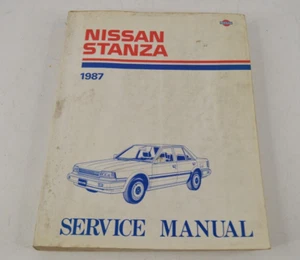 NISSAN
STANZA
1987
SERVICE MANUAL